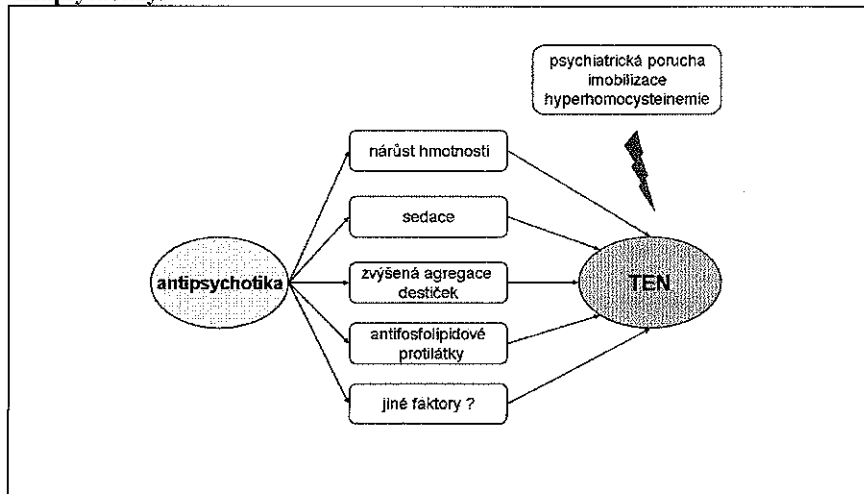 psychiatrická porucha
imobilizace
hyperhomocysteinemie
nárůst hmotnosti
sedace
antipsychotika
zvýšená agregace
destiček
TEN
antifosfolipidové
protilátky
jiné faktory ?